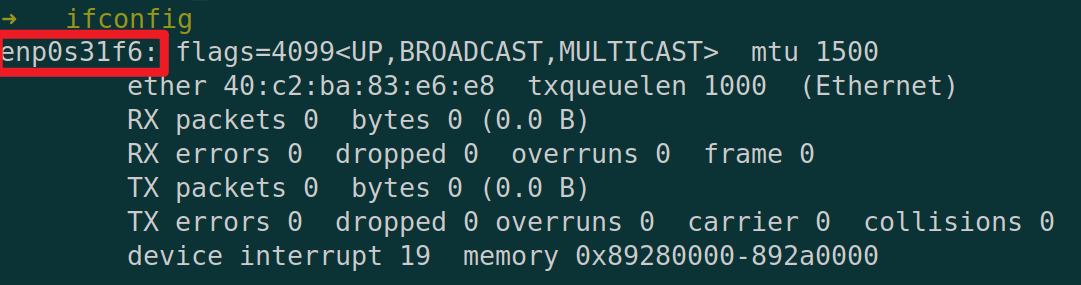 ➜ ifconfig
enp0s31f6: flags=4099<UP,BROADCAST,MULTICAST> mtu 1500
ether 40:c2:ba:83:e6:e8 txqueuelen 1000 (Ethernet)
RX packets 0 bytes 0 (0.0 B)
RX errors 0 dropped 0 overruns 0 frame 0
TX packets 0 bytes 0 (0.0 B)
TX errors 0 dropped 0 overruns 0 carrier 0 collisions 0
device interrupt 19 memory 0x89280000-892a0000